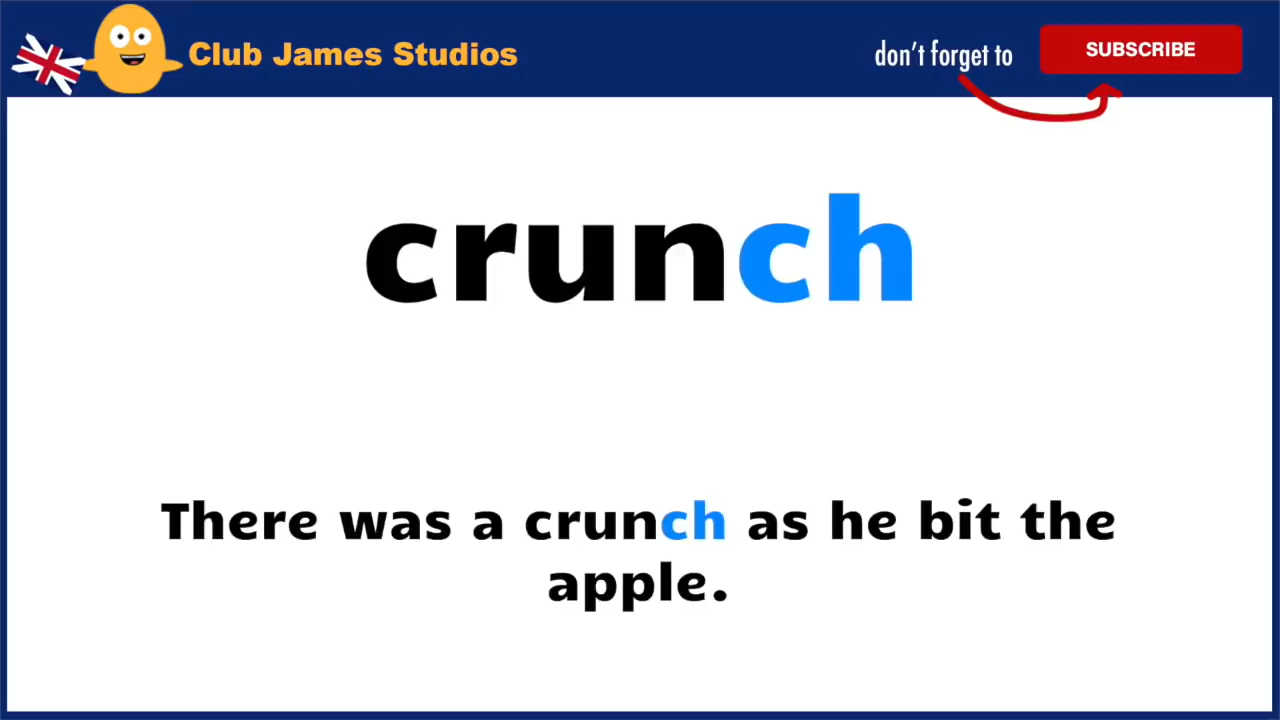 Club James Studios
don't forget to
SUBSCRIBE
crunch
There was a crunch as he bit the
apple.